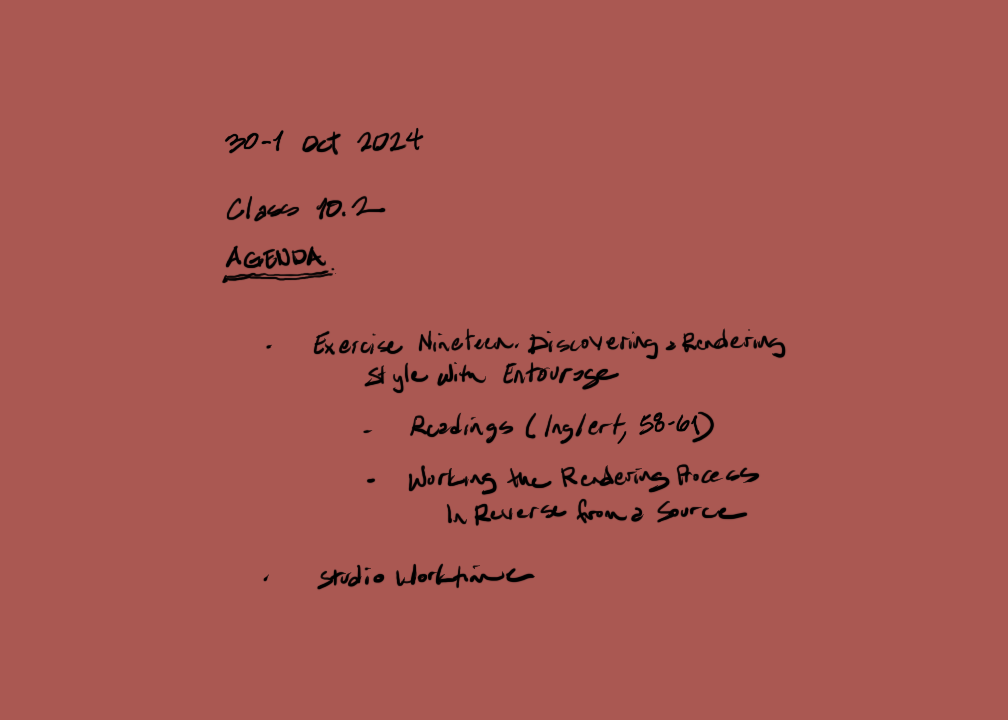 30-1 Oct 2024
Class 10.2
AGENDA
· Exercise Nineteen. Discovering a Rendering
Style with Entourage
- Readings (Inglert, 58-61)
- Working the Rendering Process
In Reverse from a Source
· Studio Worktime